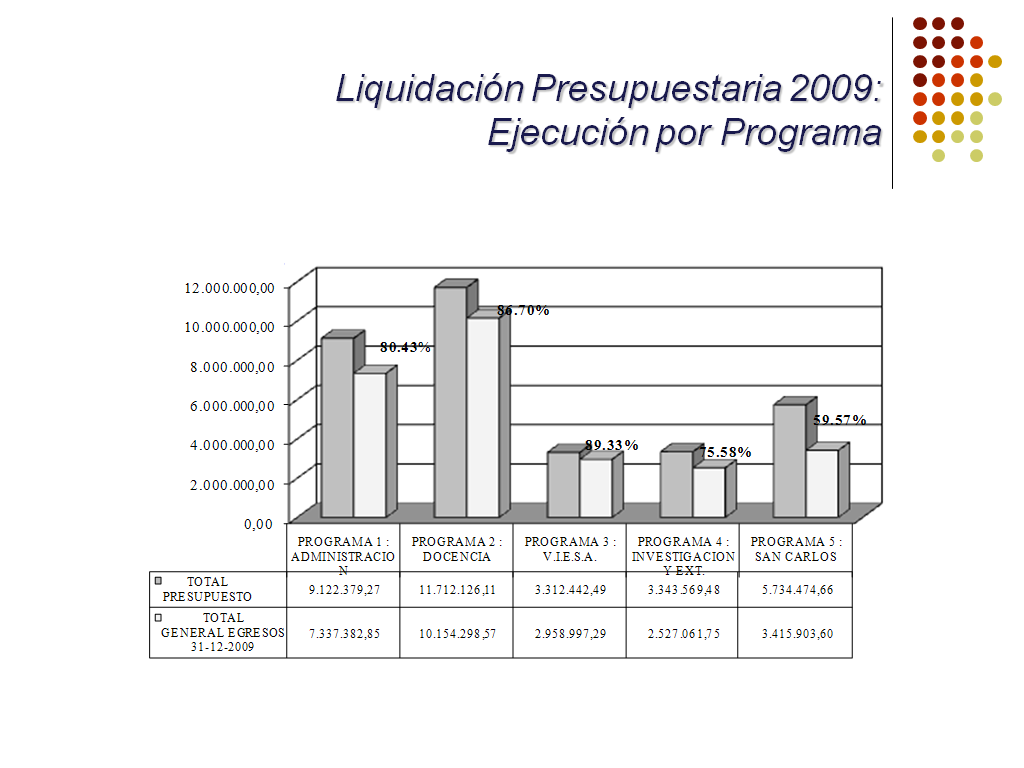 Liquidación Presupuestaria 2009:
Ejecución por Programa
12.000.000,00
10.000.000,00
8.000.000,00
6.000.000,00
4.000.000,00
2.000.000,00
0,00
80.43%
86.70%
89.33%
75.58%
59.57%
PROGRAMA 1 :
ADMINISTRACIO
N
PROGRAMA 2 :
DOCENCIA
PROGRAMA 3 :
V.I.E.S.A.
PROGRAMA 4 :
INVESTIGACION
Y EXT.
PROGRAMA 5 :
SAN CARLOS
TOTAL
PRESUPUESTO
9.122.379,27 11.712.126,11 3.312.442,49 3.343.569,48 5.734.474,66
TOTAL
GENERAL EGRESOS
31-12-2009
7.337.382,85 10.154.298,57 2.958.997,29 2.527.061,75 3.415.903,60